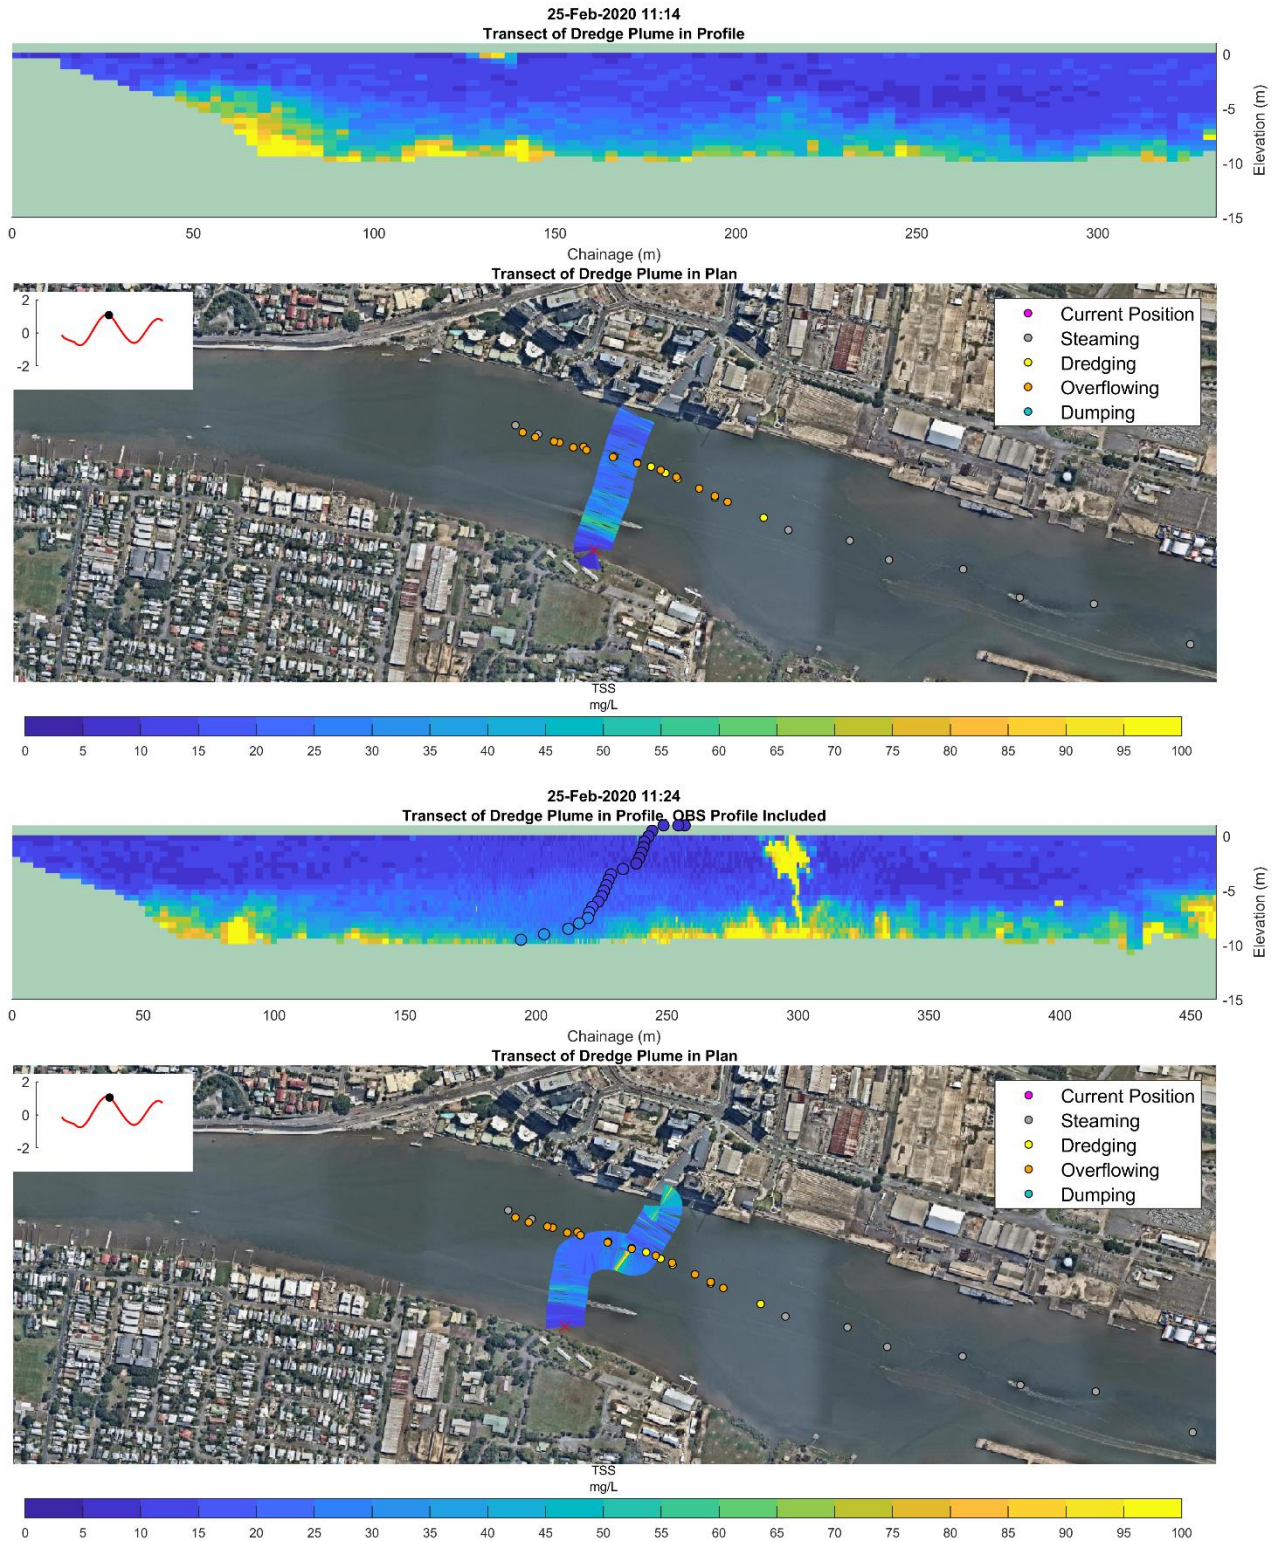 25-Feb-2020 11:14
Transect of Dredge Plume in Profile
0
-5
-10
-15
Elevation (m)
0 50 100 150 200 250 300
Chainage (m)
Transect of Dredge Plume in Plan
2
0
-2
Current Position
Steaming
Dredging
Overflowing
Dumping
TSS
mg/L
0 5 10 15 20 25 30 35 40 45 50 55 60 65 70 75 80 85 90 95 100
25-Feb-2020 11:24
Transect of Dredge Plume in Profile, OBS Profile Included
0
-5
-10
-15
Elevation (m)
0 50 100 150 200 250 300 350 400 450
Chainage (m)
Transect of Dredge Plume in Plan
2
0
-2
Current Position
Steaming
Dredging
Overflowing
Dumping
TSS
mg/L
0 5 10 15 20 25 30 35 40 45 50 55 60 65 70 75 80 85 90 95 100